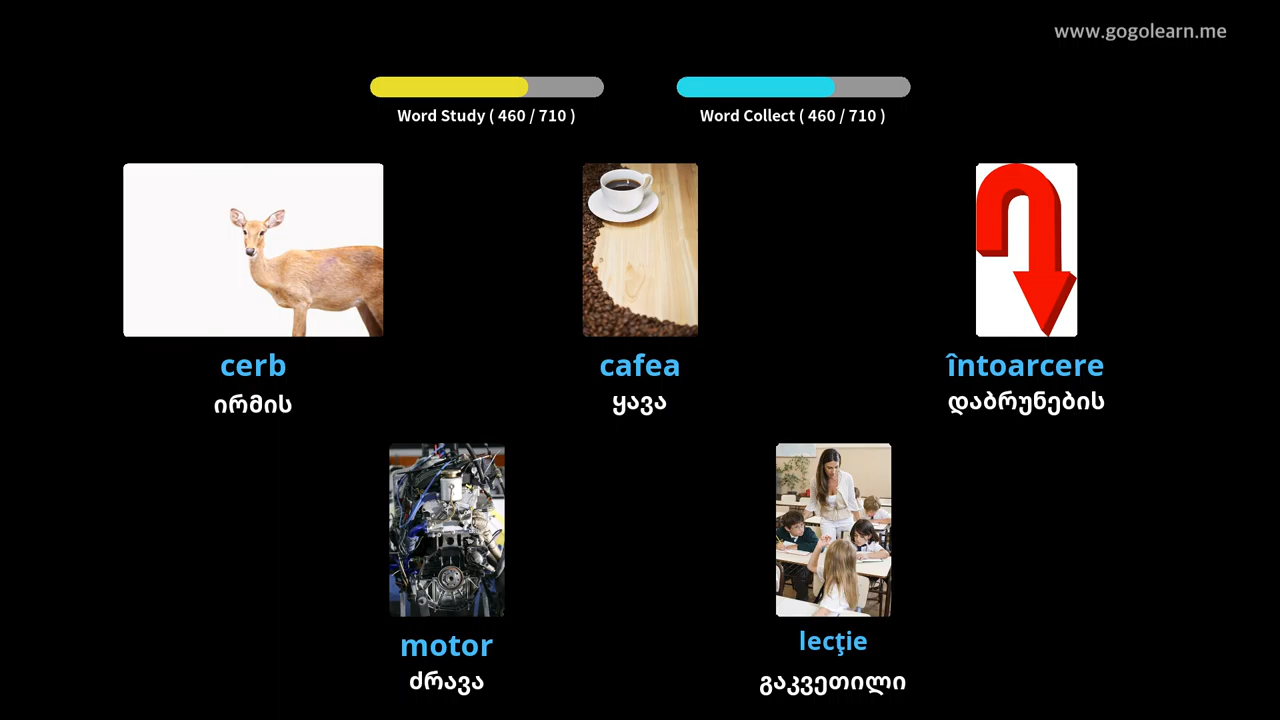 www.gogolearn.me
Word Study ( 460 / 710 )
Word Collect ( 460 / 710 )
cerb
ირმის
cafea
ყავა
întoarcere
დაბრუნების
motor
ძრავა
lecţie
გაკვეთილი